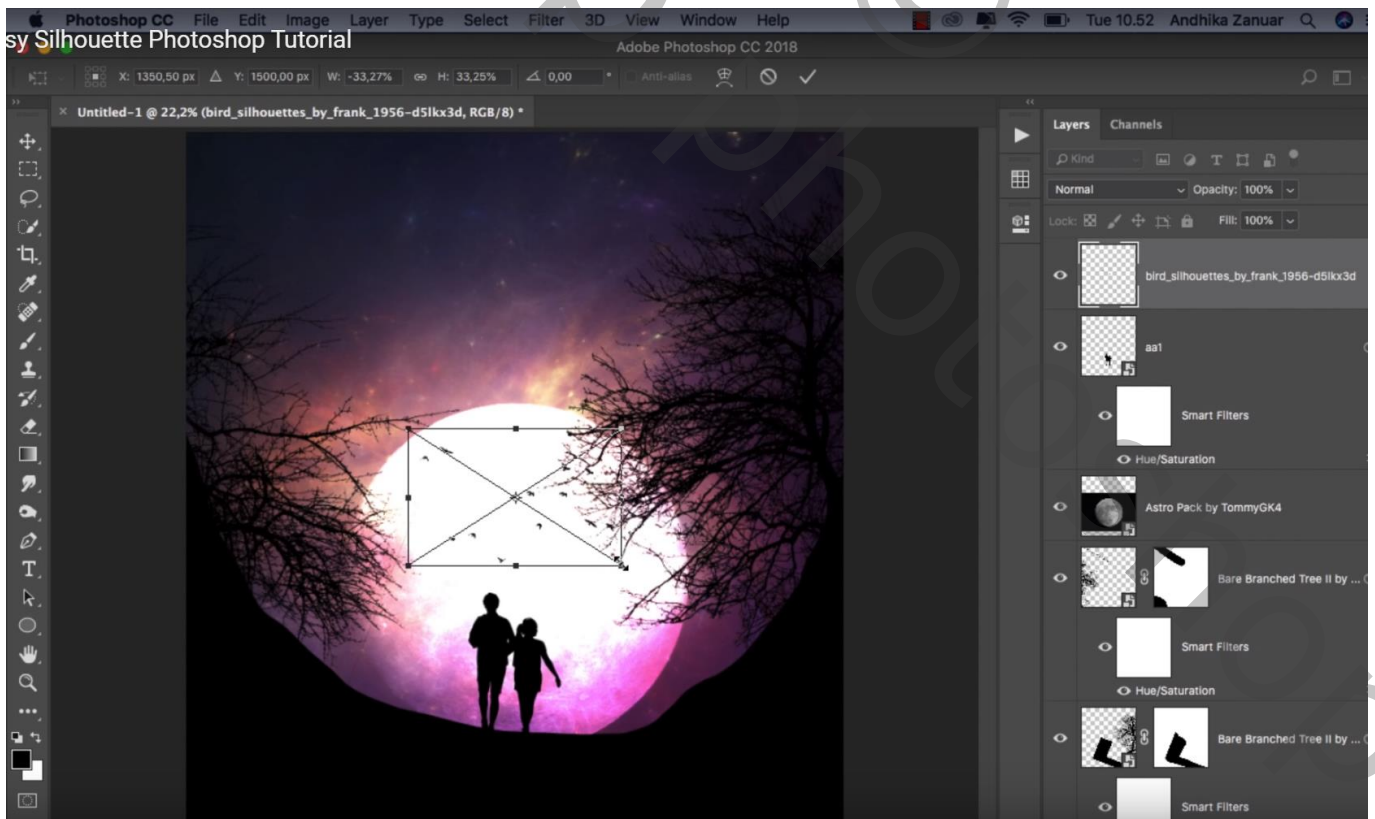 Photoshop CC File Edit Image Layer Type Select Filter 3D View Window Help Tue 10.52 Andhika Zanuar
sy Silhouette Photoshop Tutorial
Adobe Photoshop CC 2018
X: 1350,50 px Y: 1500,00 px W: -33,27% H: 33,25% 0,00 ° Anti-alias
× Untitled-1 @ 22,2% (bird_silhouettes_by_frank_1956-d5lkx3d, RGB/8) *
Layers Channels
Kind
Normal Opacity: 100%
Lock: Fill: 100%
bird_silhouettes_by_frank_1956-d5lkx3d
aa1
Smart Filters
Hue/Saturation
Astro Pack by TommyGK4
Bare Branched Tree II by ...
Smart Filters
Hue/Saturation
Bare Branched Tree II by ...
Smart Filters